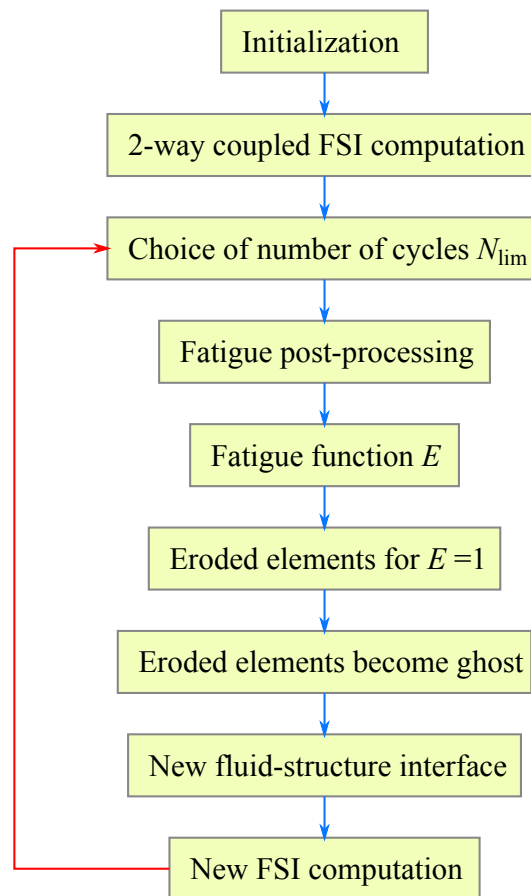 Initialization
2-way coupled FSI computation
Choice of number of cycles N_lim
Fatigue post-processing
Fatigue function E
Eroded elements for E =1
Eroded elements become ghost
New fluid-structure interface
New FSI computation